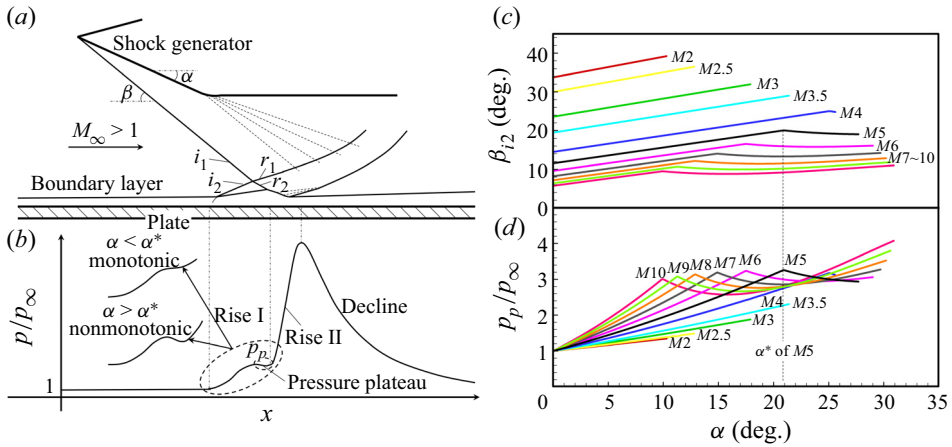 (a)
Shock generator
α
β
M∞ > 1
i1
r1
i2
r2
Boundary layer
Plate
(b)
p/p∞
α < α*
monotonic
α > α*
nonmonotonic
Rise I
Rise II
Decline
pp
Pressure plateau
1
x
(c)
βi2 (deg.)
40
30
20
10
0
M2
M2.5
M3
M3.5
M4
M5
M6
M7~10
(d)
pp/p∞
4
3
2
1
0
M10
M9
M8
M7
M6
M5
M4
M3.5
M3
M2.5
M2
α* of M5
0 5 10 15 20 25 30 35
α (deg.)